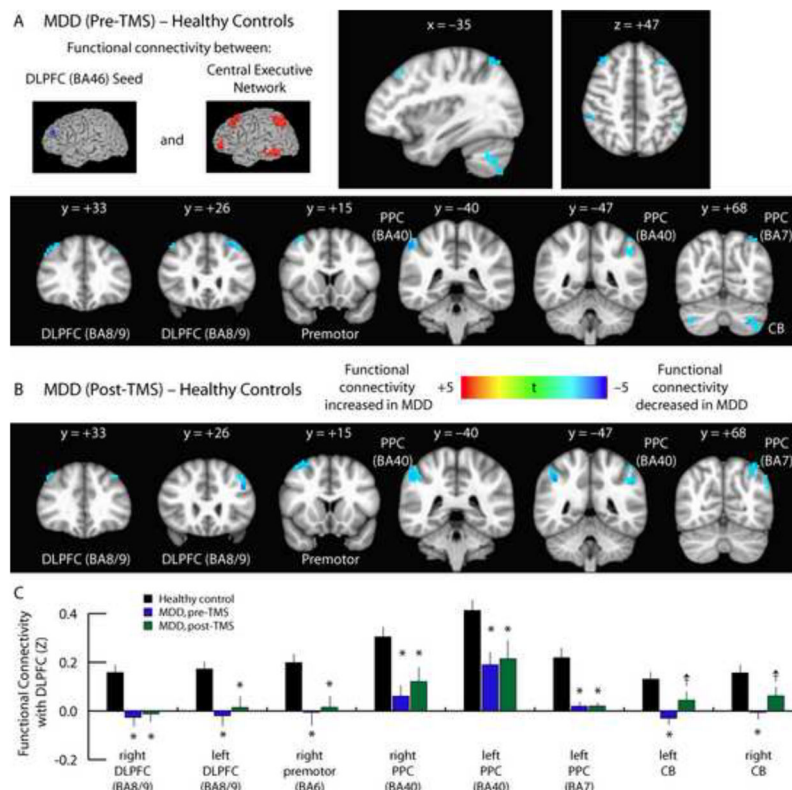 A MDD (Pre-TMS) – Healthy Controls
Functional connectivity between:
DLPFC (BA46) Seed
and
Central Executive
Network
x = –35
z = +47
y = +33
y = +26
y = +15
y = –40
y = –47
y = +68
PPC
(BA40)
PPC
(BA40)
PPC
(BA7)
DLPFC (BA8/9)
DLPFC (BA8/9)
Premotor
CB
B MDD (Post-TMS) – Healthy Controls
Functional
connectivity
increased in MDD
+5
t
–5
Functional
connectivity
decreased in MDD
y = +33
y = +26
y = +15
y = –40
y = –47
y = +68
PPC
(BA40)
PPC
(BA40)
PPC
(BA7)
DLPFC (BA8/9)
DLPFC (BA8/9)
Premotor
C
Healthy control
MDD, pre-TMS
MDD, post-TMS
Functional Connectivity
with DLPFC (Z)
0.4
0.2
0.0
-0.2
* * * * * * * * * * * * * ‡ * ‡
right
DLPFC
(BA8/9)
left
DLPFC
(BA8/9)
right
premotor
(BA6)
right
PPC
(BA40)
left
PPC
(BA40)
left
PPC
(BA7)
left
CB
right
CB